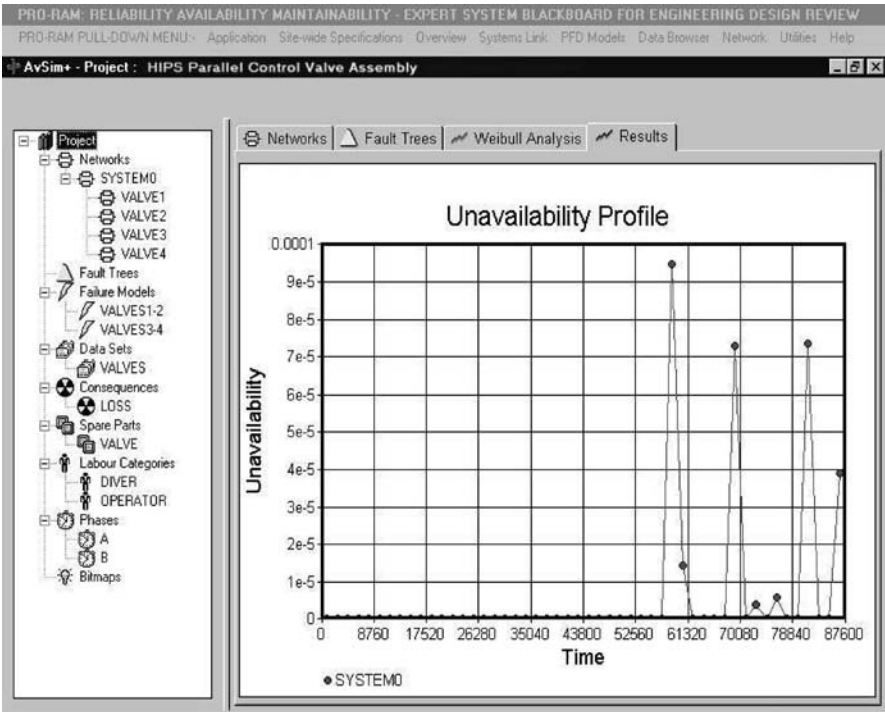 PRO-RAM: RELIABILITY AVAILABILITY MAINTAINABILITY - EXPERT SYSTEM BLACKBOARD FOR ENGINEERING DESIGN REVIEW
PRO-RAM PULL-DOWN MENU:- Application Site-wide Specifications Overview Systems Link PFD Models Data Browser Network Utilities Help
AvSim+ - Project : HIPS Parallel Control Valve Assembly
Project
Networks
SYSTEM0
VALVE1
VALVE2
VALVE3
VALVE4
Fault Trees
Failure Models
VALVES1-2
VALVES3-4
Data Sets
VALVES
Consequences
LOSS
Spare Parts
VALVE
Labour Categories
DIVER
OPERATOR
Phases
A
B
Bitmaps
Networks Fault Trees Weibull Analysis Results
Unavailability Profile
0.0001
9e-5
8e-5
7e-5
6e-5
5e-5
4e-5
3e-5
2e-5
1e-5
0
Unavailability
0 8760 17520 26280 35040 43800 52560 61320 70080 78840 87600
Time
SYSTEM0